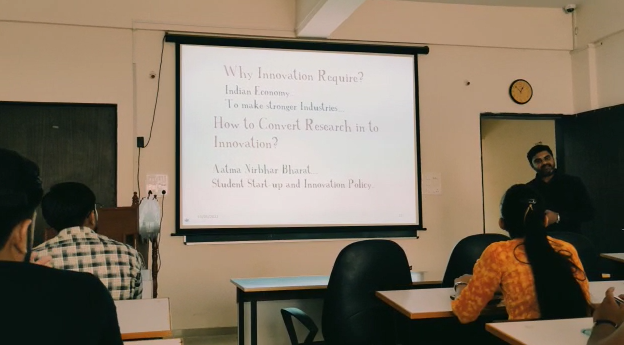 Why Innovation Require?
Indian Economy...
To make stronger Industries...
How to Convert Research in to
Innovation?
Aatma Nirbhar Bharat...
Student Start up and Innovation Policy...